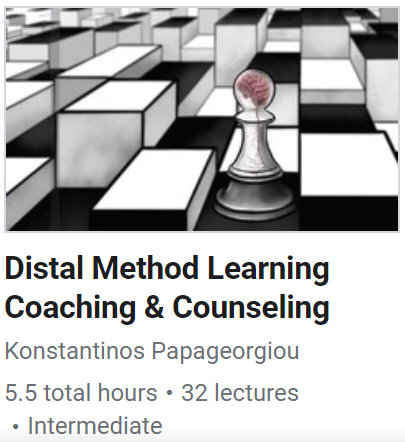 Distal Method Learning
Coaching & Counseling
Konstantinos Papageorgiou
5.5 total hours • 32 lectures
• Intermediate